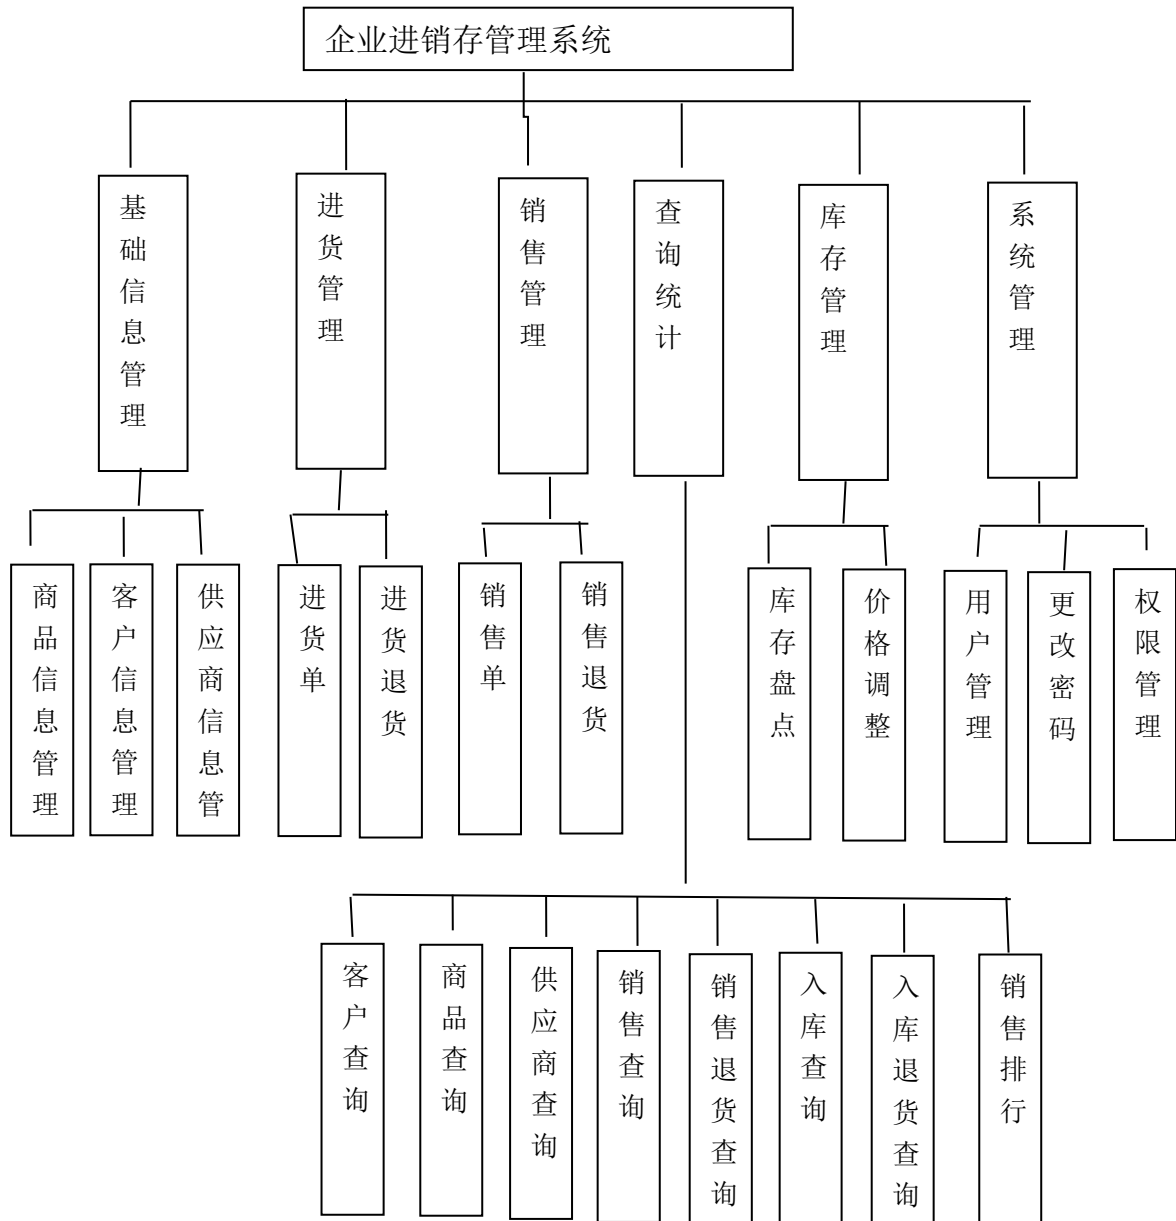 企业进销存管理系统
基础信息管理
进货管理
销售管理
查询统计
库存管理
系统管理
商品信息管理
客户信息管理
供应商信息管
进货单
进货退货
销售单
销售退货
库存盘点
价格调整
用户管理
更改密码
权限管理
客户查询
商品查询
供应商查询
销售查询
销售退货查询
入库查询
入库退货查询
销售排行